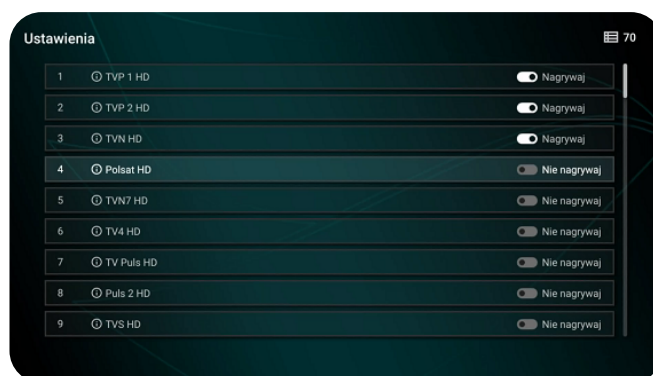 Ustawienia 70
1 TVP 1 HD Nagrywaj
2 TVP 2 HD Nagrywaj
3 TVN HD Nagrywaj
4 Polsat HD Nie nagrywaj
5 TVN7 HD Nie nagrywaj
6 TV4 HD Nie nagrywaj
7 TV Puls HD Nie nagrywaj
8 Puls 2 HD Nie nagrywaj
9 TVS HD Nie nagrywaj